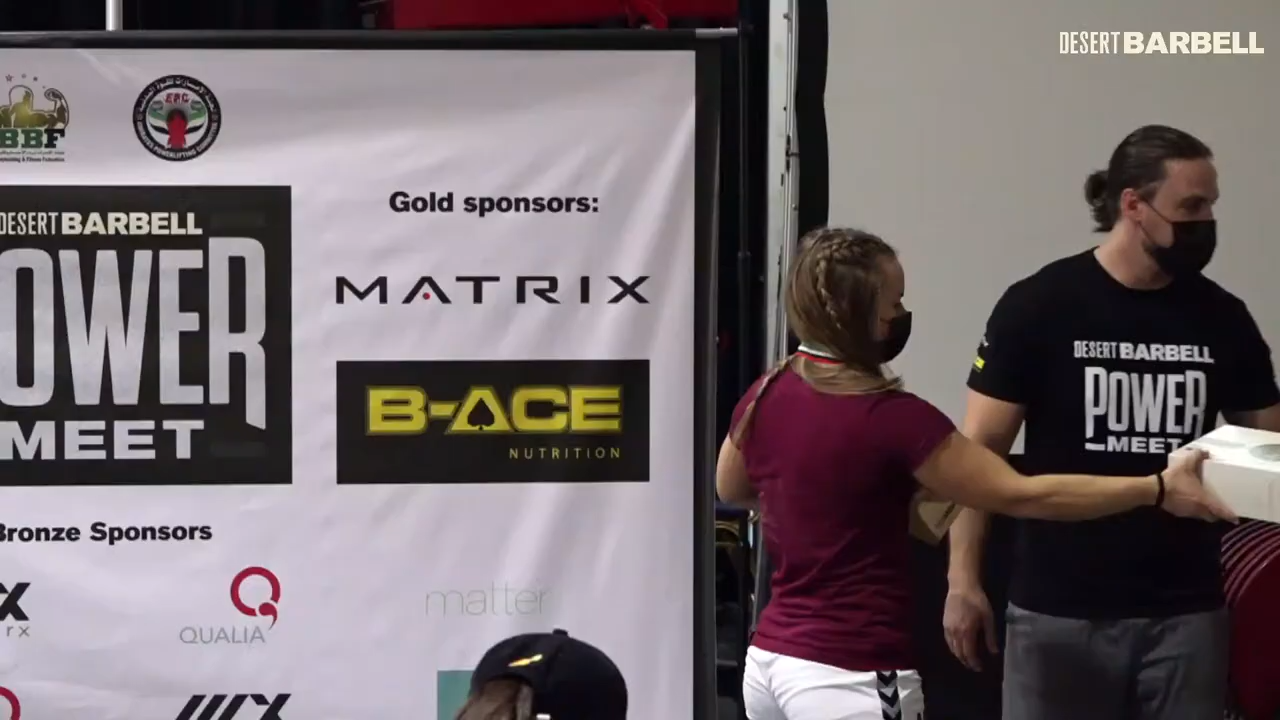 DESERT BARBELL
BBF
EPC
DESERT BARBELL
POWER
MEET
Gold sponsors:
MATRIX
B-ACE
NUTRITION
Bronze Sponsors
QUALIA
matter
DESERT BARBELL
POWER
MEET